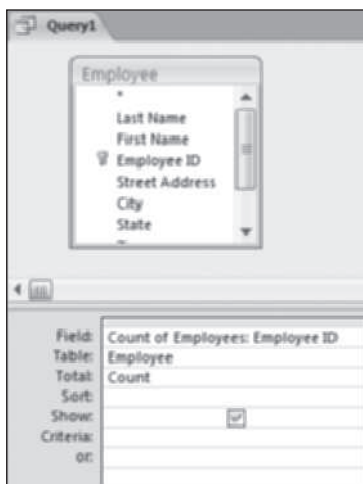 Query1
Employee
*
Last Name
First Name
Employee ID
Street Address
City
State
Field: Count of Employees: Employee ID
Table: Employee
Total: Count
Sort:
Show:
Criteria:
or: